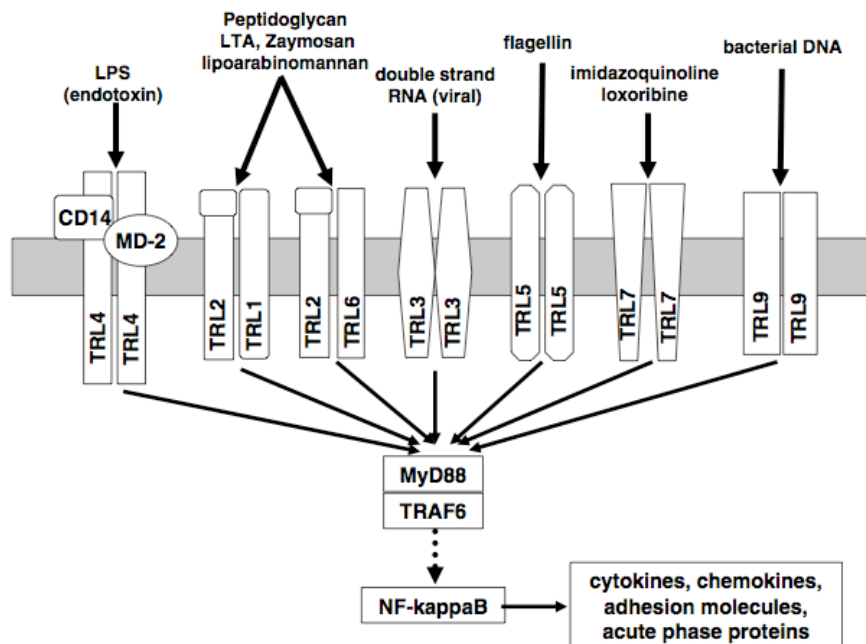 Peptidoglycan
LTA, Zaymosan
lipoarabinomannan
LPS
(endotoxin)
double strand
RNA (viral)
flagellin
imidazoquinoline
loxoribine
bacterial DNA
CD14
MD-2
TRL4
TRL4
TRL2
TRL1
TRL2
TRL6
TRL3
TRL3
TRL5
TRL5
TRL7
TRL7
TRL9
TRL9
MyD88
TRAF6
NF-kappaB
cytokines, chemokines,
adhesion molecules,
acute phase proteins